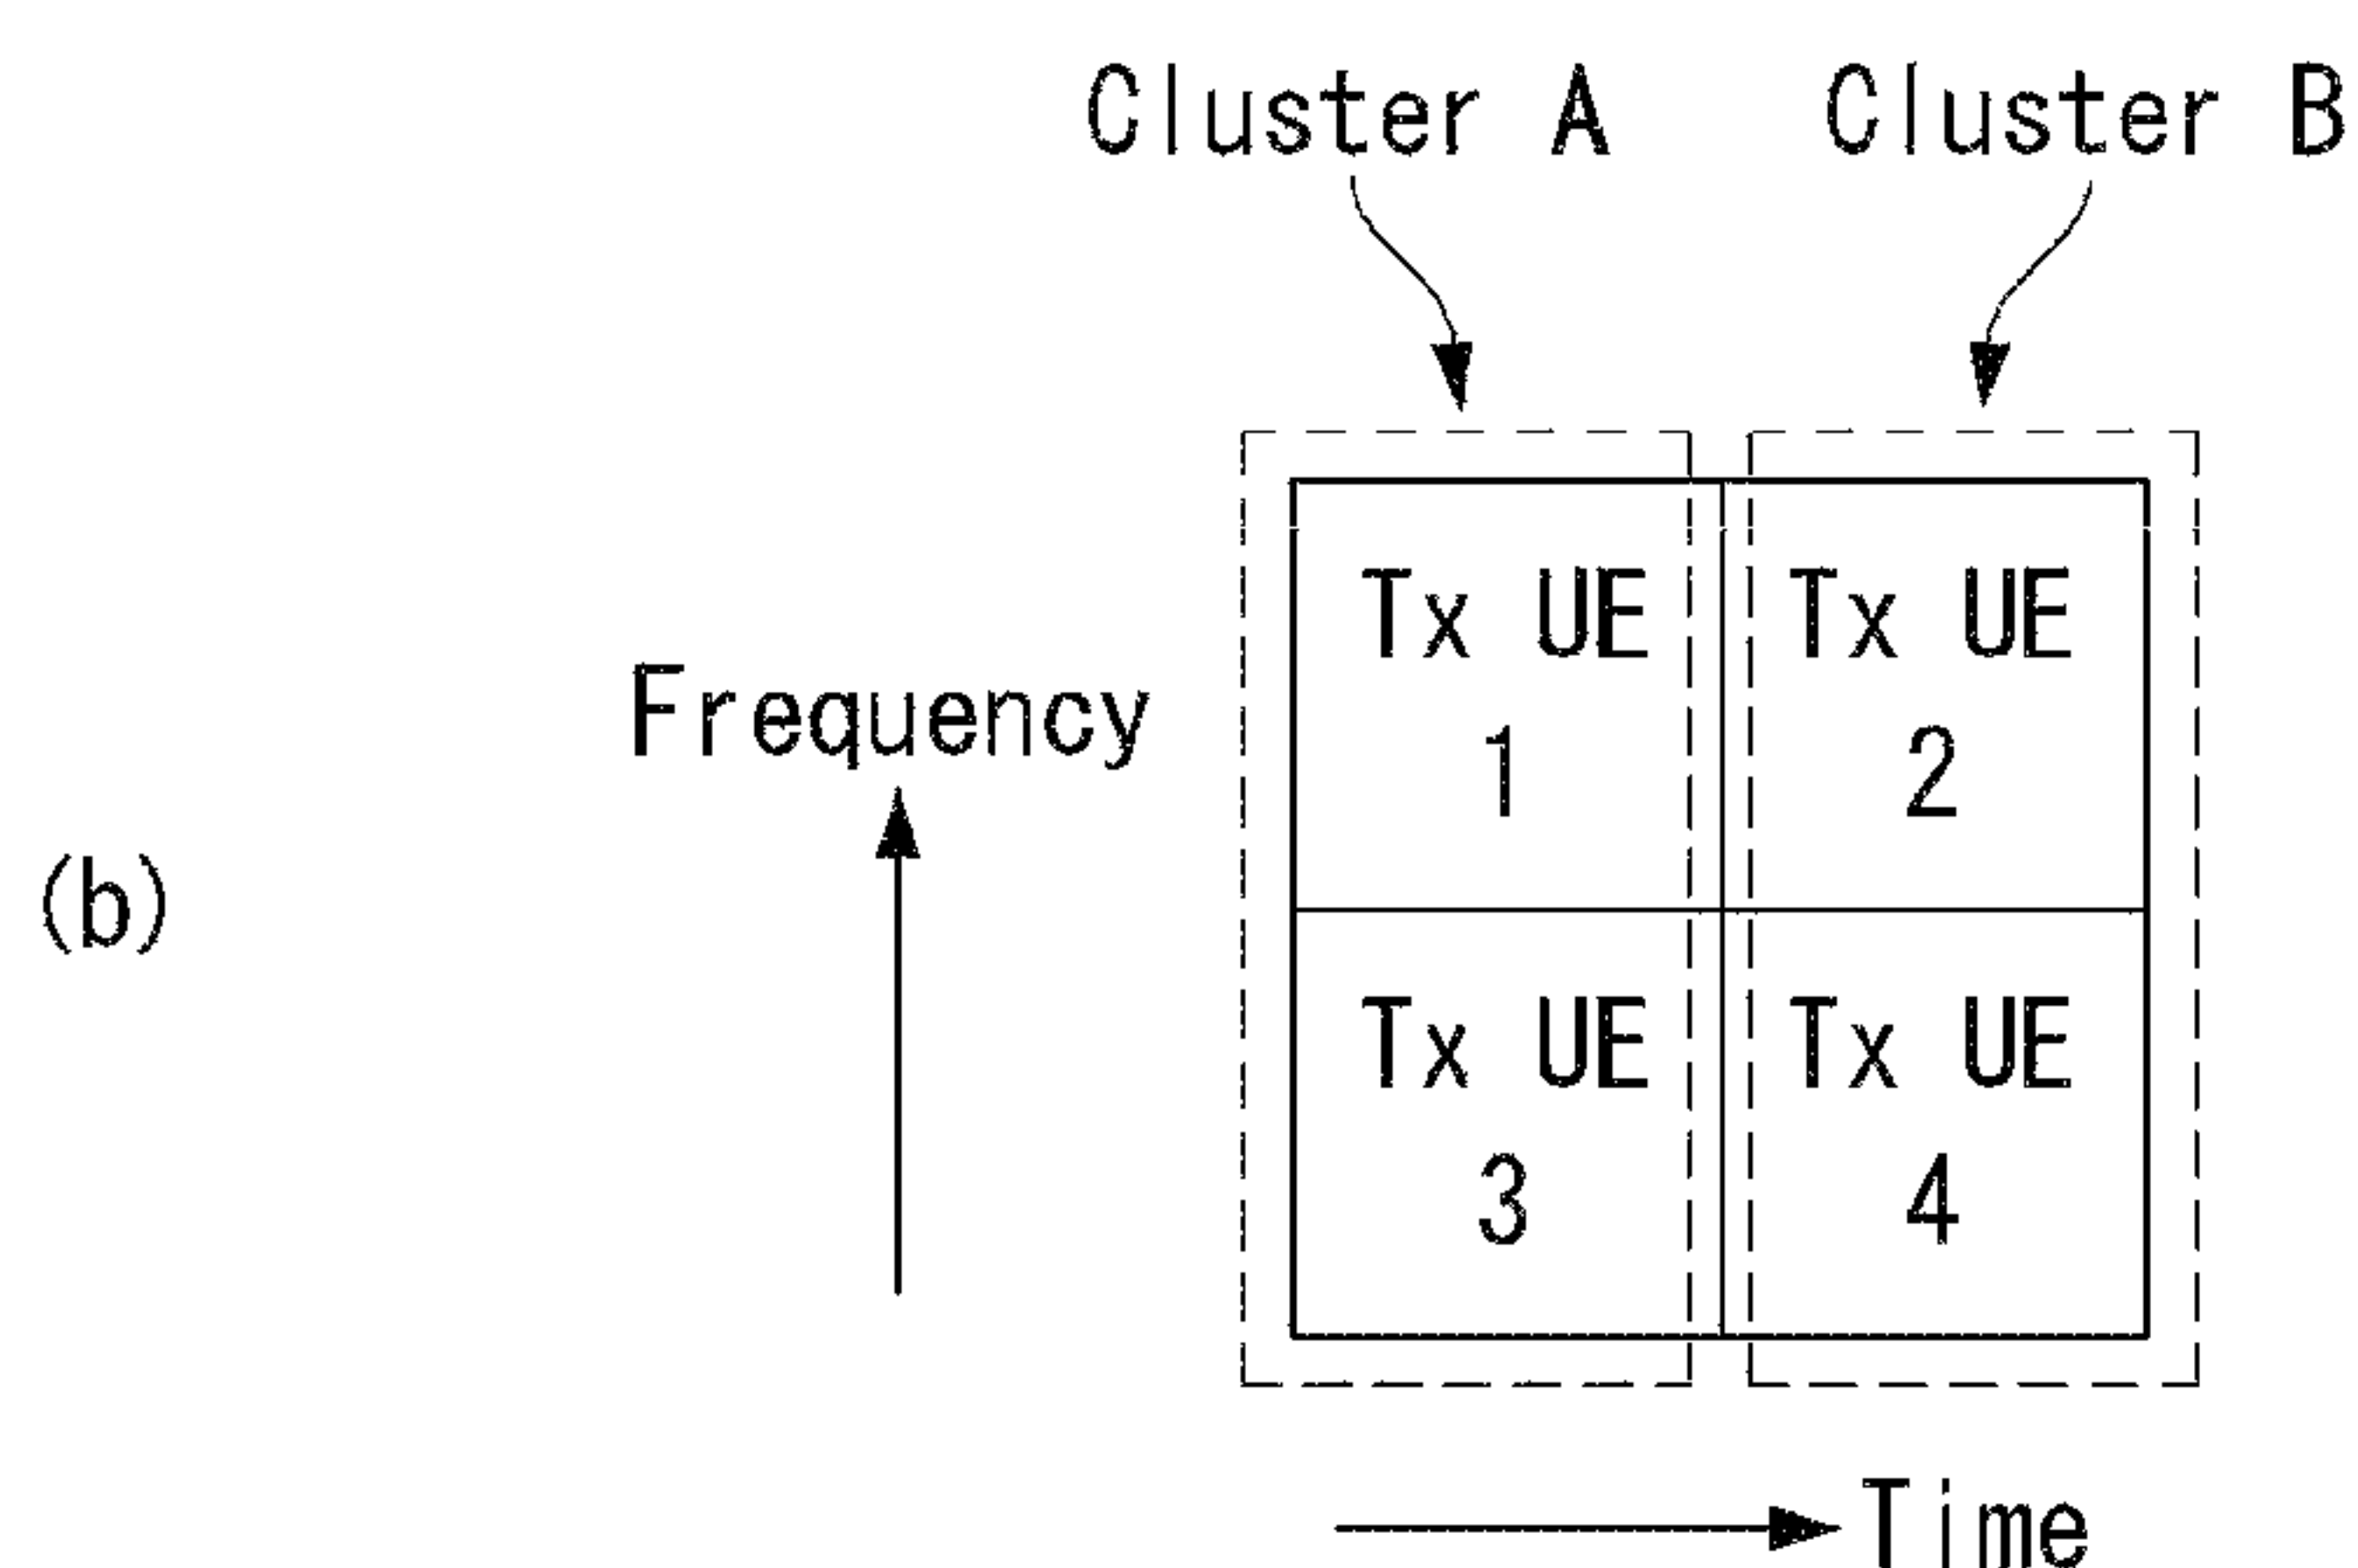 Cluster A Cluster B
Frequency
(b)
Tx UE
1
Tx UE
2
Tx UE
3
Tx UE
4
Time